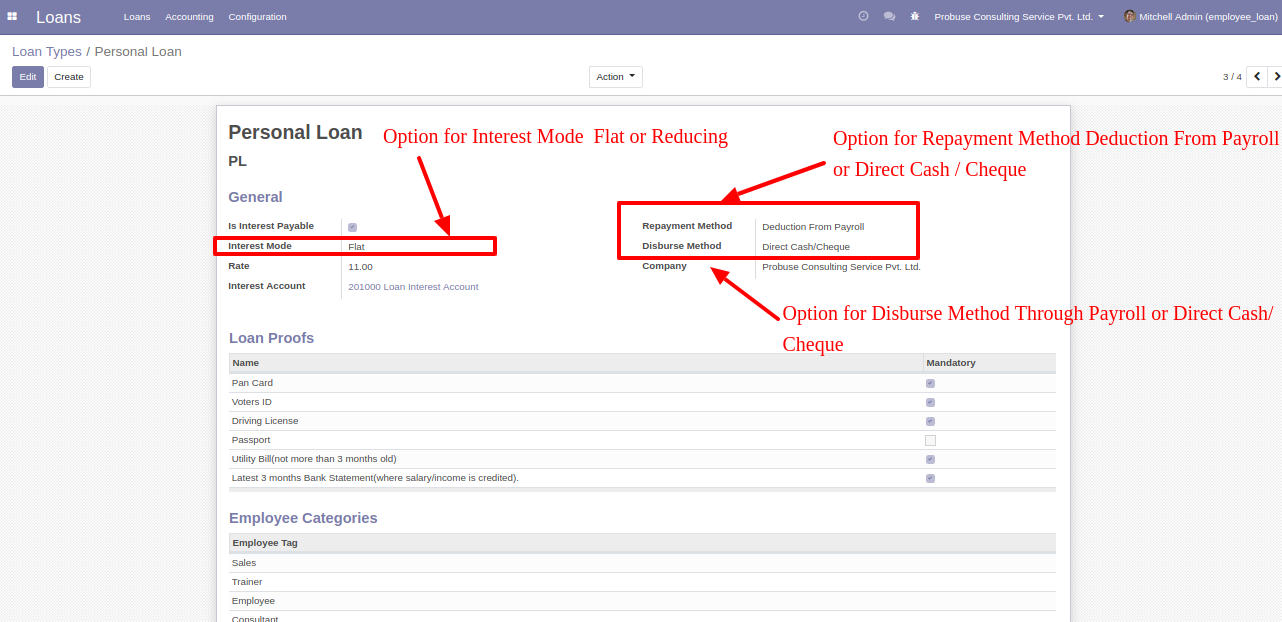 Loans Loans Accounting Configuration Probuse Consulting Service Pvt. Ltd. Mitchell Admin (employee_loan)
Loan Types / Personal Loan
Edit Create Action 3 / 4
Personal Loan
Option for Interest Mode Flat or Reducing
Option for Repayment Method Deduction From Payroll
or Direct Cash / Cheque
PL
General
Is Interest Payable
Interest Mode Flat
Rate 11.00
Interest Account 201000 Loan Interest Account
Repayment Method Deduction From Payroll
Disburse Method Direct Cash/Cheque
Company Probuse Consulting Service Pvt. Ltd.
Option for Disburse Method Through Payroll or Direct Cash/
Cheque
Loan Proofs
Name Mandatory
Pan Card
Voters ID
Driving License
Passport
Utility Bill(not more than 3 months old)
Latest 3 months Bank Statement(where salary/income is credited).
Employee Categories
Employee Tag
Sales
Trainer
Employee
Consultant